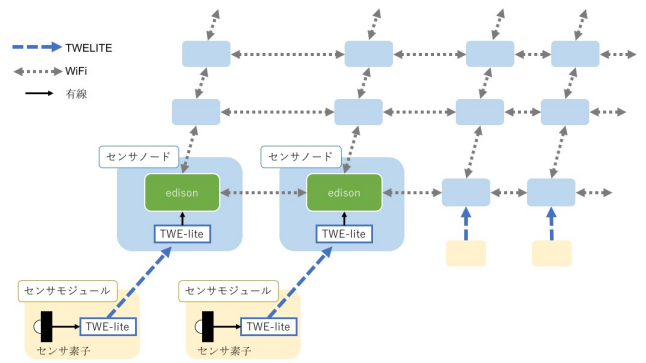 TWELITE
WiFi
有線
センサノード
センサノード
edison
edison
TWE-lite
TWE-lite
センサモジュール
センサモジュール
TWE-lite
TWE-lite
センサ素子
センサ素子